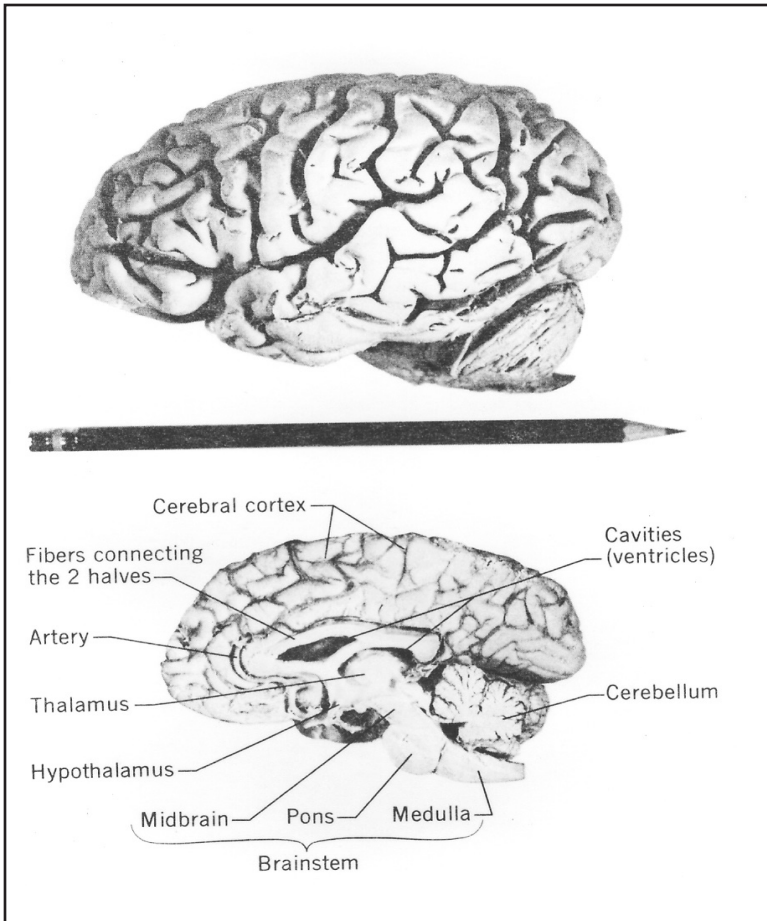 Cerebral cortex
Fibers connecting
the 2 halves
Cavities
(ventricles)
Artery
Thalamus
Cerebellum
Hypothalamus
Midbrain
Pons
Medulla
Brainstem